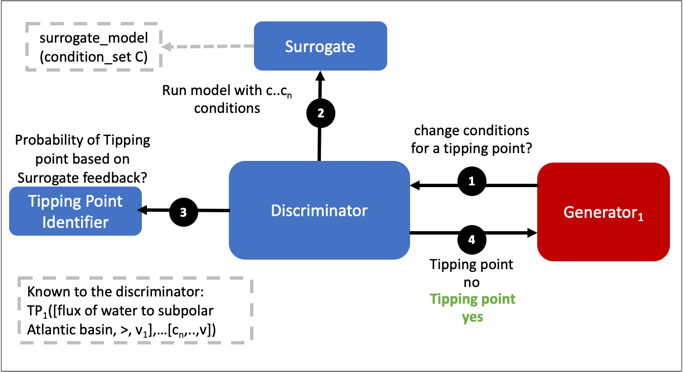 surrogate_model
(condition_set C)
Surrogate
Run model with c..cn
conditions
2
change conditions
for a tipping point?
Probability of Tipping
point based on
Surrogate feedback?
1
Tipping Point
Identifier
3
Discriminator
Generator1
4
Tipping point
no
Tipping point
yes
Known to the discriminator:
TP1([flux of water to subpolar
Atlantic basin, >, v1],...[cn,..,v])